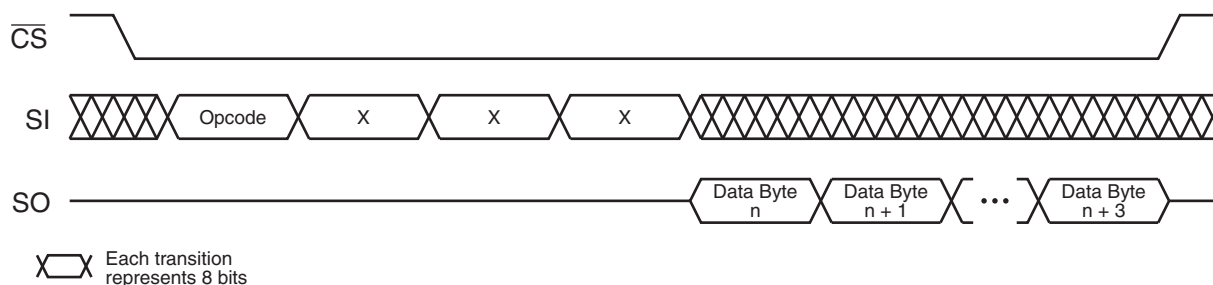 CS
SI
Opcode
X
X
X
SO
Data Byte
n
Data Byte
n + 1
•••
Data Byte
n + 3
Each transition
represents 8 bits